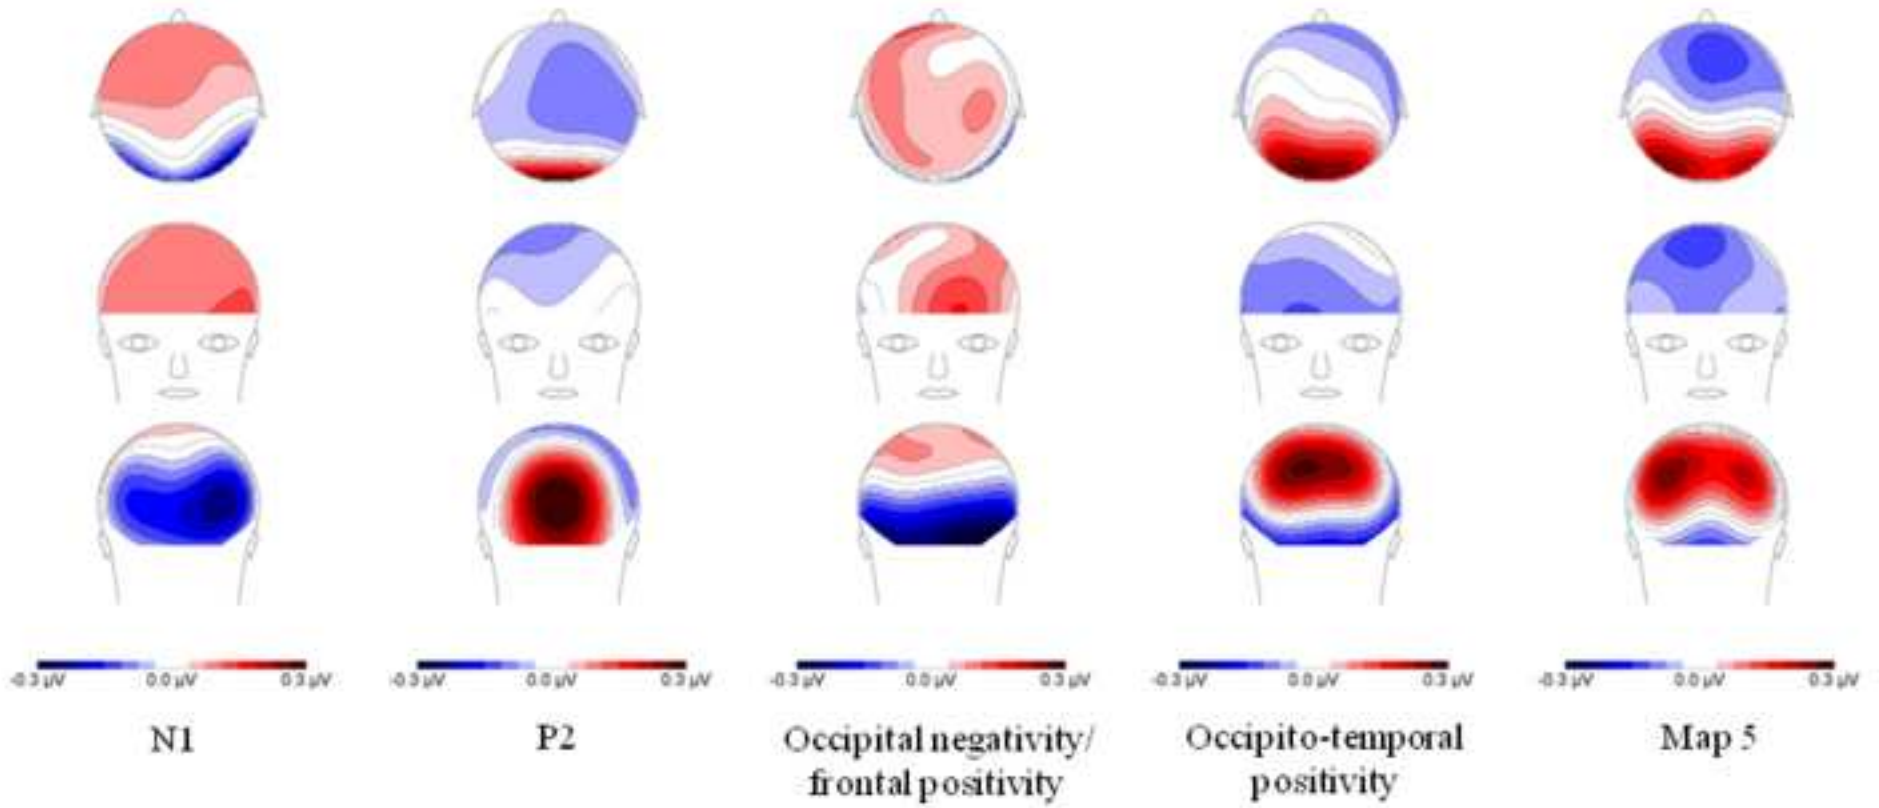 -0.3 μV 0.0 μV 0.3 μV
-0.3 μV 0.0 μV 0.3 μV
-0.3 μV 0.0 μV 0.3 μV
-0.3 μV 0.0 μV 0.3 μV
-0.3 μV 0.0 μV 0.3 μV
N1
P2
Occipital negativity/
frontal positivity
Occipito-temporal
positivity
Map 5